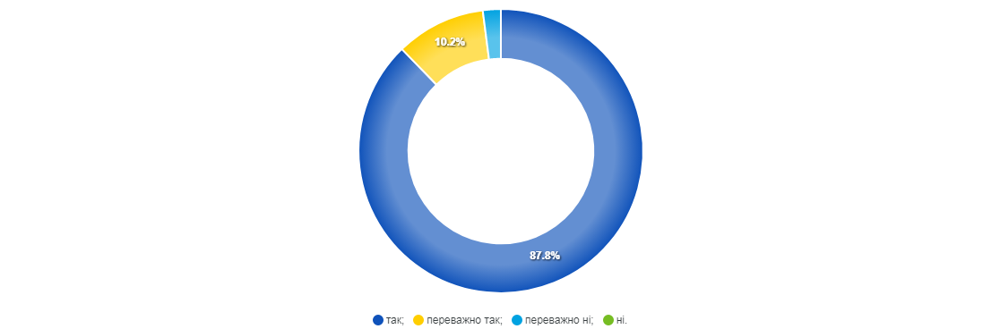 10.2%
87.8%
так; переважно так; переважно ні; ні.